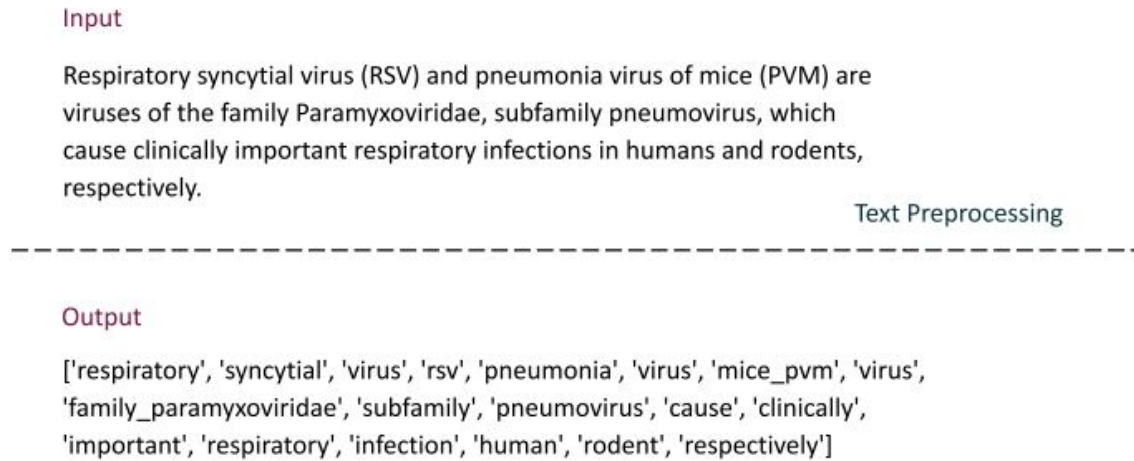 Input
Respiratory syncytial virus (RSV) and pneumonia virus of mice (PVM) are
viruses of the family Paramyxoviridae, subfamily pneumovirus, which
cause clinically important respiratory infections in humans and rodents,
respectively.
Text Preprocessing
Output
['respiratory', 'syncytial', 'virus', 'rsv', 'pneumonia', 'virus', 'mice_pvm', 'virus',
'family_paramyxoviridae', 'subfamily', 'pneumovirus', 'cause', 'clinically',
'important', 'respiratory', 'infection', 'human', 'rodent', 'respectively']